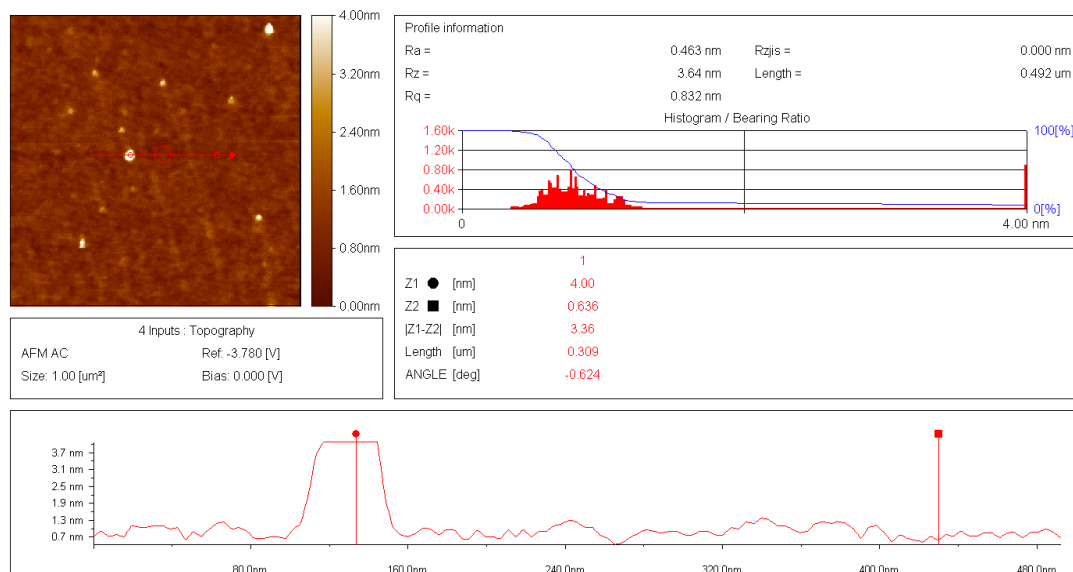 4.00nm
3.20nm
2.40nm
1.60nm
0.80nm
0.00nm
4 Inputs : Topography
AFM AC Ref: -3.780 [V]
Size: 1.00 [um²] Bias: 0.000 [V]
Profile information
Ra = 0.463 nm Rzjis = 0.000 nm
Rz = 3.64 nm Length = 0.492 um
Rq = 0.832 nm
Histogram / Bearing Ratio
1.60k 100[%]
1.20k
0.80k
0.40k
0.00k 0[%]
0 4.00 nm
1
Z1 [nm] 4.00
Z2 [nm] 0.636
|Z1-Z2| [nm] 3.36
Length [um] 0.309
ANGLE [deg] -0.624
3.7 nm
3.1 nm
2.5 nm
1.9 nm
1.3 nm
0.7 nm
80.0nm 160.0nm 240.0nm 320.0nm 400.0nm 480.0nm